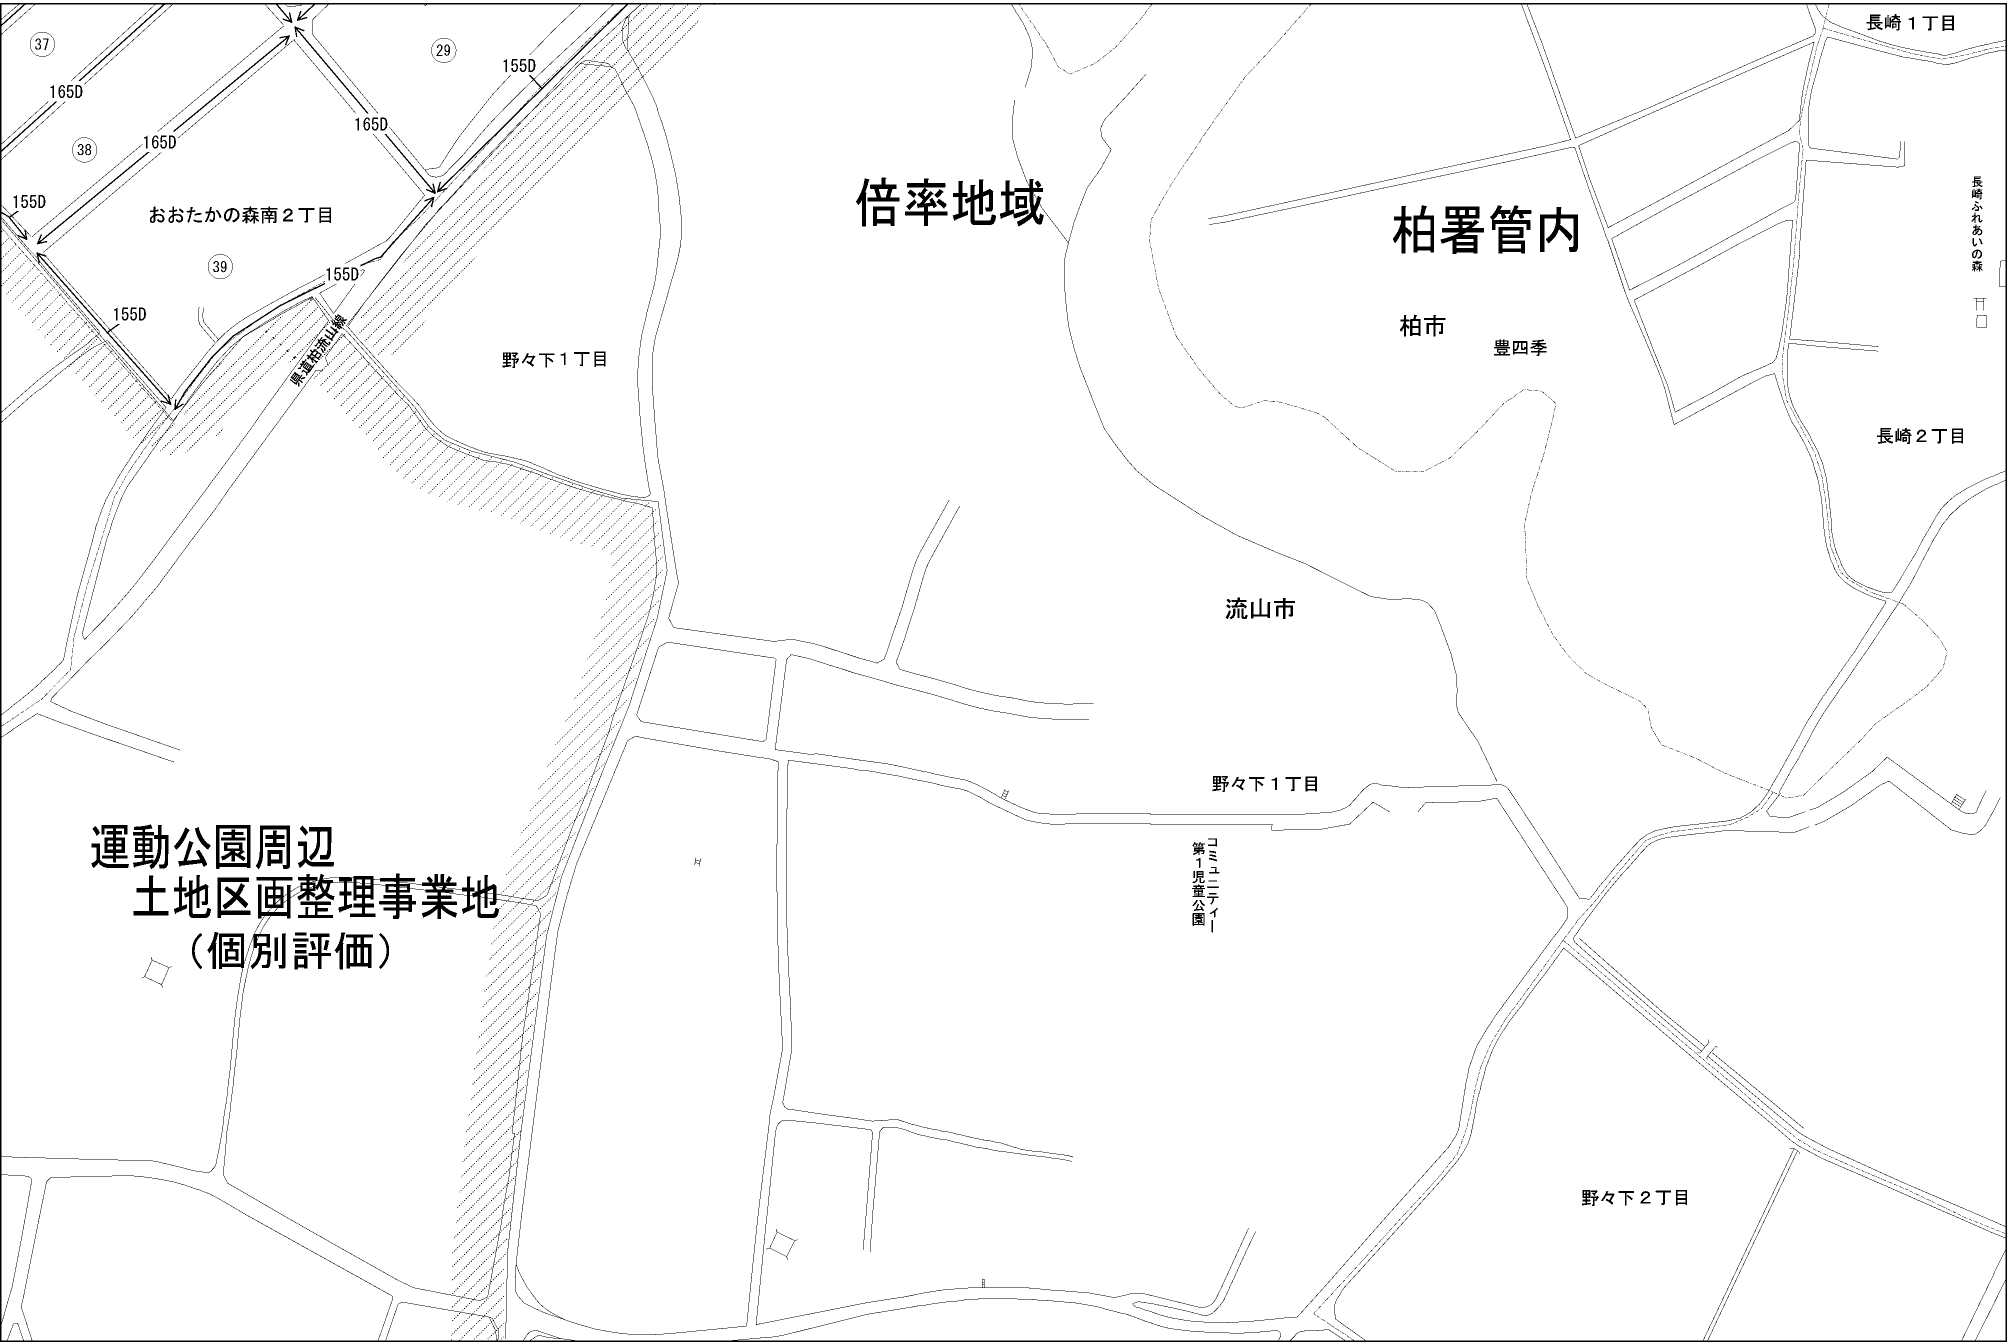 長崎１丁目
37
29
155D
165D
165D
165D
38
155D
おおたかの森南２丁目
倍率地域
柏署管内
長崎ふれあいの森
39
155D
155D
県道柏流山線
柏市
豊四季
野々下１丁目
長崎２丁目
流山市
野々下１丁目
運動公園周辺
土地区画整理事業地
（個別評価）
コミュニティー
第１児童公園
野々下２丁目